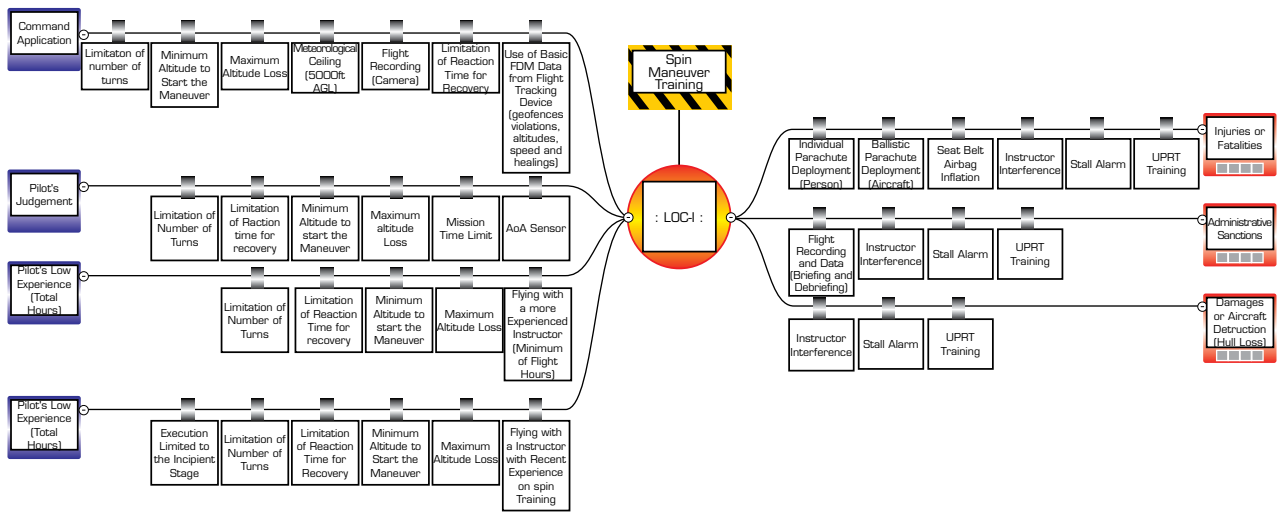 Command
Application
Limitaton of
number of
turns
Minimum
Altitude to
Start the
Maneuver
Maximum
Altitude Loss
Meteorological
Ceiling
(5000ft
AGL)
Flight
Recording
(Camera)
Limitation
of Reaction
Time for
Recovery
Use of Basic
FDM Data
from Flight
Tracking
Device
(geofences
violations,
altitudes,
speed and
healings)
Spin
Maneuver
Training
Pilot's
Judgement
Limitation of
Number of
Turns
Limitation
of Raction
time for
recovery
Minimum
Altitude to
start the
Maneuver
Maximum
altitude
Loss
Mission
Time Limit
AoA Sensor
: LOC-I :
Pilot's Low
Experience
(Total
Hours)
Limitation of
Number of
Turns
Limitation
of Reaction
Time for
recovery
Minimum
Altitude to
start the
Maneuver
Maximum
Altitude Loss
Flying with
a more
Experienced
Instructor
(Minimum
of Flight
Hours)
Pilot's Low
Experience
(Total
Hours)
Execution
Limited to
the Incipient
Stage
Limitation of
Number of
Turns
Limitation
of Reaction
Time for
Recovery
Minimum
Altitude to
Start the
Maneuver
Maximum
Altitude Loss
Flying with
a Instructor
with Recent
Experience
on spin
Training
Individual
Parachute
Deployment
(Person)
Ballistic
Parachute
Deployment
(Aircraft)
Seat Belt
Airbag
Inflation
Instructor
Interference
Stall Alarm
UPRT
Training
Injuries or
Fatalities
Flight
Recording
and Data
(Briefing and
Debriefing)
Instructor
Interference
Stall Alarm
UPRT
Training
Administrative
Sanctions
Instructor
Interference
Stall Alarm
UPRT
Training
Damages
or Aircraft
Detruction
(Hull Loss)